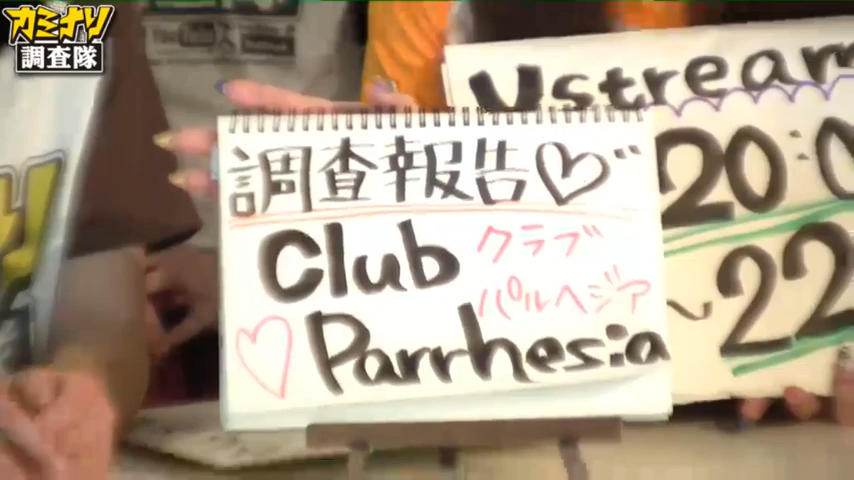 カミナリ
調査隊
調査報告♡"
Club クラブ
パルヘジア
♡ Parrhesia
Ustream
20:0
～22